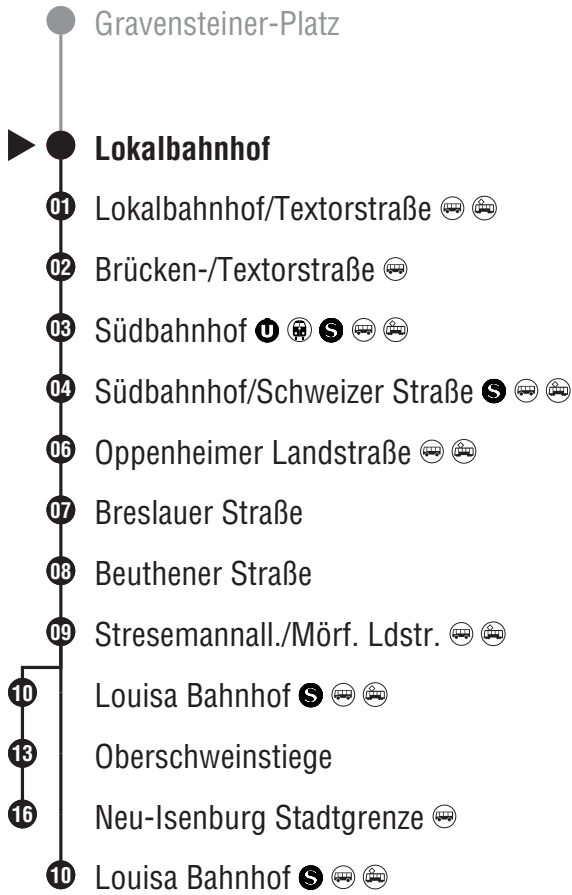 Gravensteiner-Platz
Lokalbahnhof
01 Lokalbahnhof/Textorstraße
02 Brücken-/Textorstraße
03 Südbahnhof U S
04 Südbahnhof/Schweizer Straße S
06 Oppenheimer Landstraße
07 Breslauer Straße
08 Beuthener Straße
09 Stresemannall./Mörf. Ldstr.
10 Louisa Bahnhof S
13 Oberschweinstiege
16 Neu-Isenburg Stadtgrenze
10 Louisa Bahnhof S